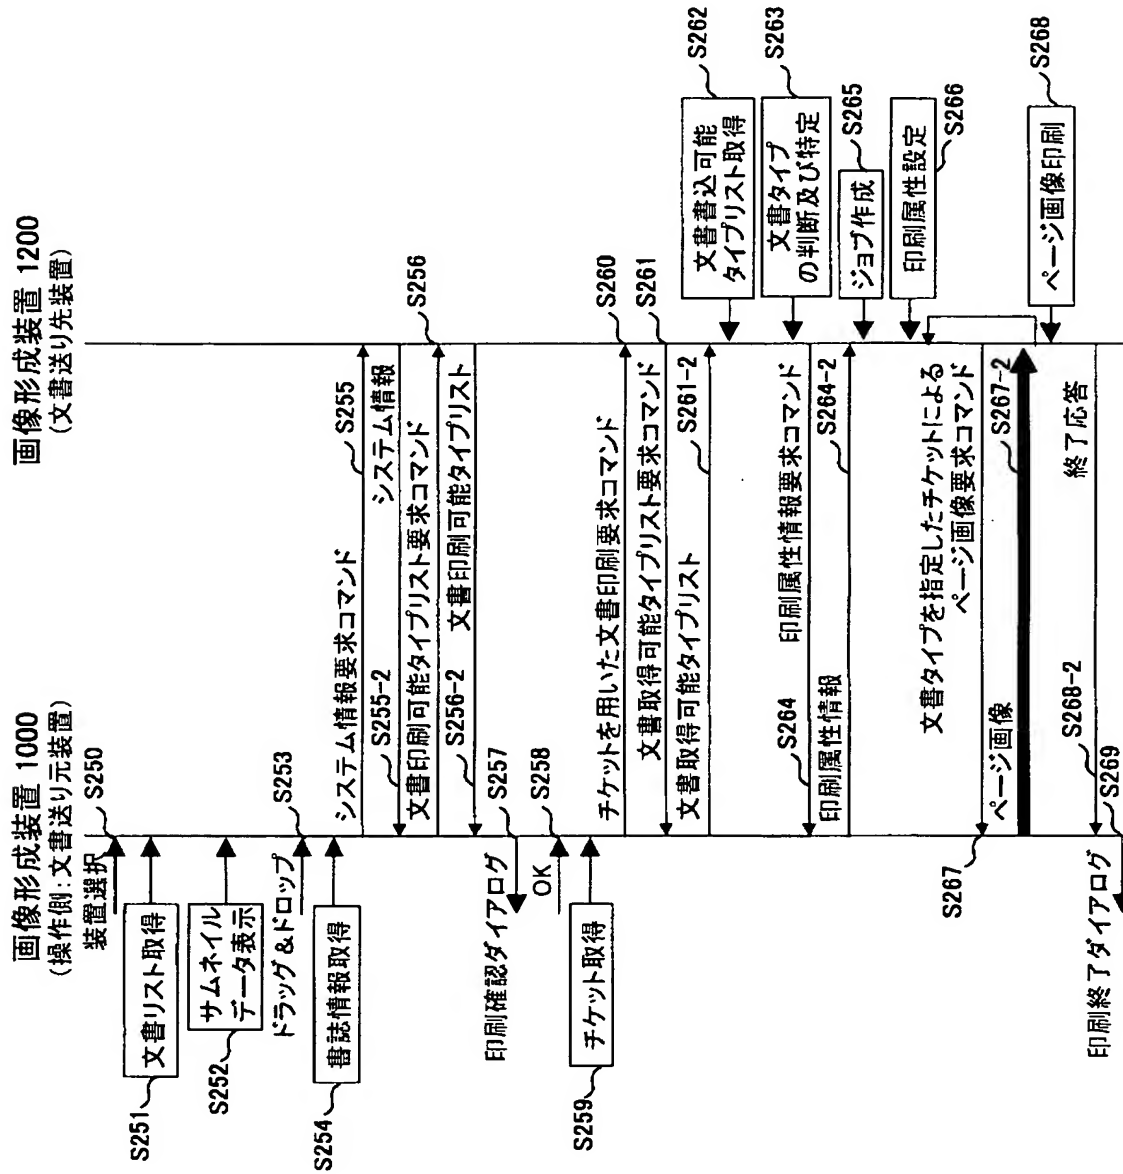 画像形成装置 1000
(操作側:文書送り元装置)
画像形成装置 1200
(文書送り先装置)
装置選択
S250
文書リスト取得
S251
サムネイル
データ表示
S252
ドラッグ&ドロップ
S253
書誌情報取得
S254
システム情報要求コマンド
S255
S255-2
システム情報
文書印刷可能タイプリスト要求コマンド
S256
S256-2
文書印刷可能タイプリスト
印刷確認ダイアログ
S257
OK
S258
チケット取得
S259
チケットを用いた文書印刷要求コマンド
S260
文書取得可能タイプリスト要求コマンド
S261
文書取得可能タイプリスト
S261-2
文書書込可能
タイプリスト取得
S262
文書タイプ
の判断及び特定
S263
S264
印刷属性情報要求コマンド
印刷属性情報
S264-2
ジョブ作成
S265
印刷属性設定
S266
文書タイプを指定したチケットによる
ページ画像要求コマンド
S267
ページ画像
S267-2
ページ画像印刷
S268
S268-2
終了応答
印刷終了ダイアログ
S269